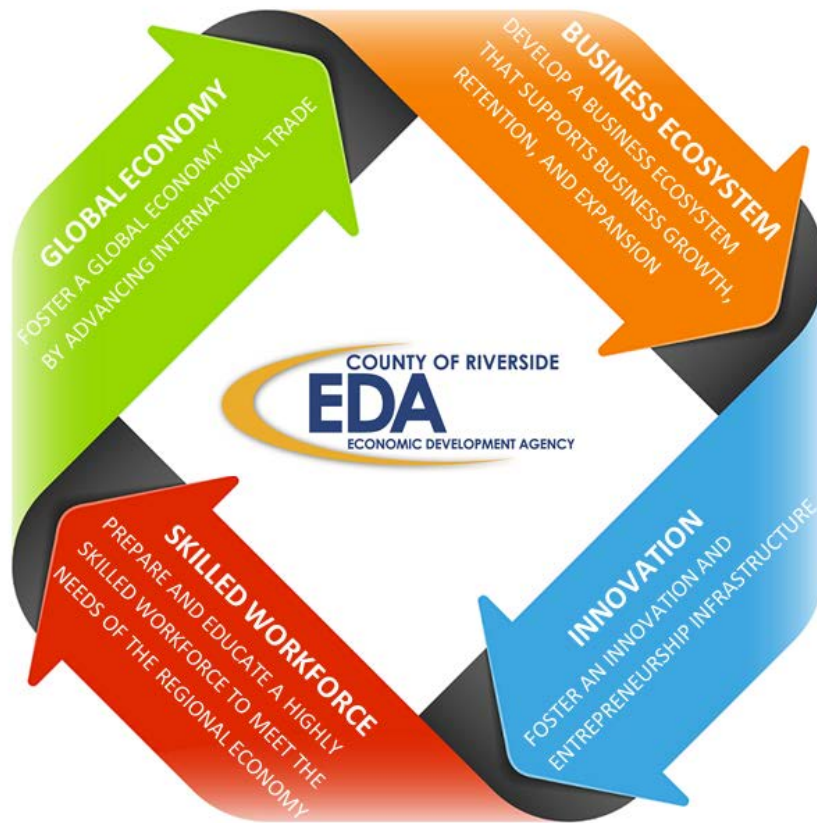 GLOBAL ECONOMY
FOSTER A GLOBAL ECONOMY
BY ADVANCING INTERNATIONAL TRADE
BUSINESS ECOSYSTEM
DEVELOP A BUSINESS ECOSYSTEM
THAT SUPPORTS BUSINESS GROWTH,
RETENTION, AND EXPANSION
COUNTY OF RIVERSIDE
EDA
ECONOMIC DEVELOPMENT AGENCY
INNOVATION
FOSTER AN INNOVATION AND
ENTREPRENEURSHIP INFRASTRUCTURE
SKILLED WORKFORCE
PREPARE AND EDUCATE A HIGHLY
SKILLED WORKFORCE TO MEET THE
NEEDS OF THE REGIONAL ECONOMY